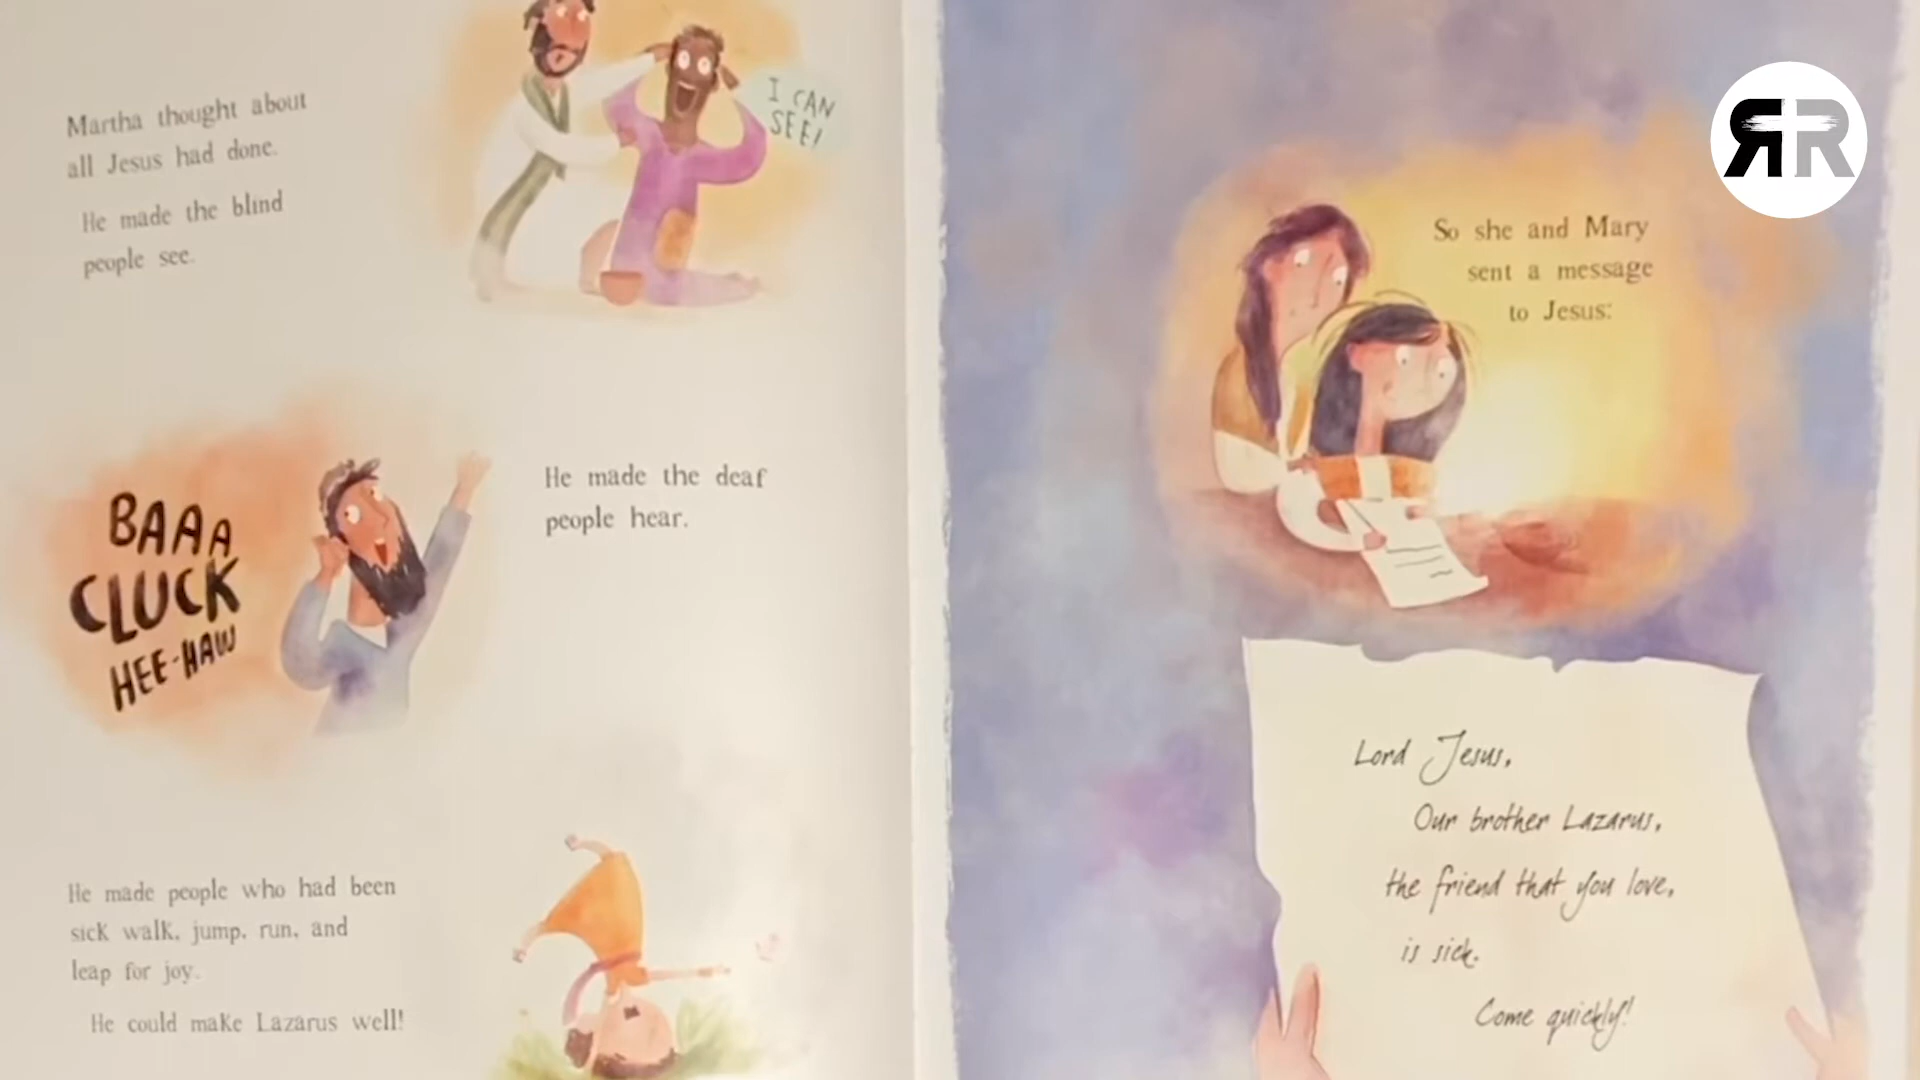 Martha thought about
all Jesus had done.
He made the blind
people see.
I CAN
SEE!
BAAA
CLUCK
HEE-HAW
He made the deaf
people hear.
He made people who had been
sick walk, jump, run, and
leap for joy.
He could make Lazarus well!
So she and Mary
sent a message
to Jesus:
Lord Jesus,
Our brother Lazarus,
the friend that you love,
is sick.
Come quickly!
RR